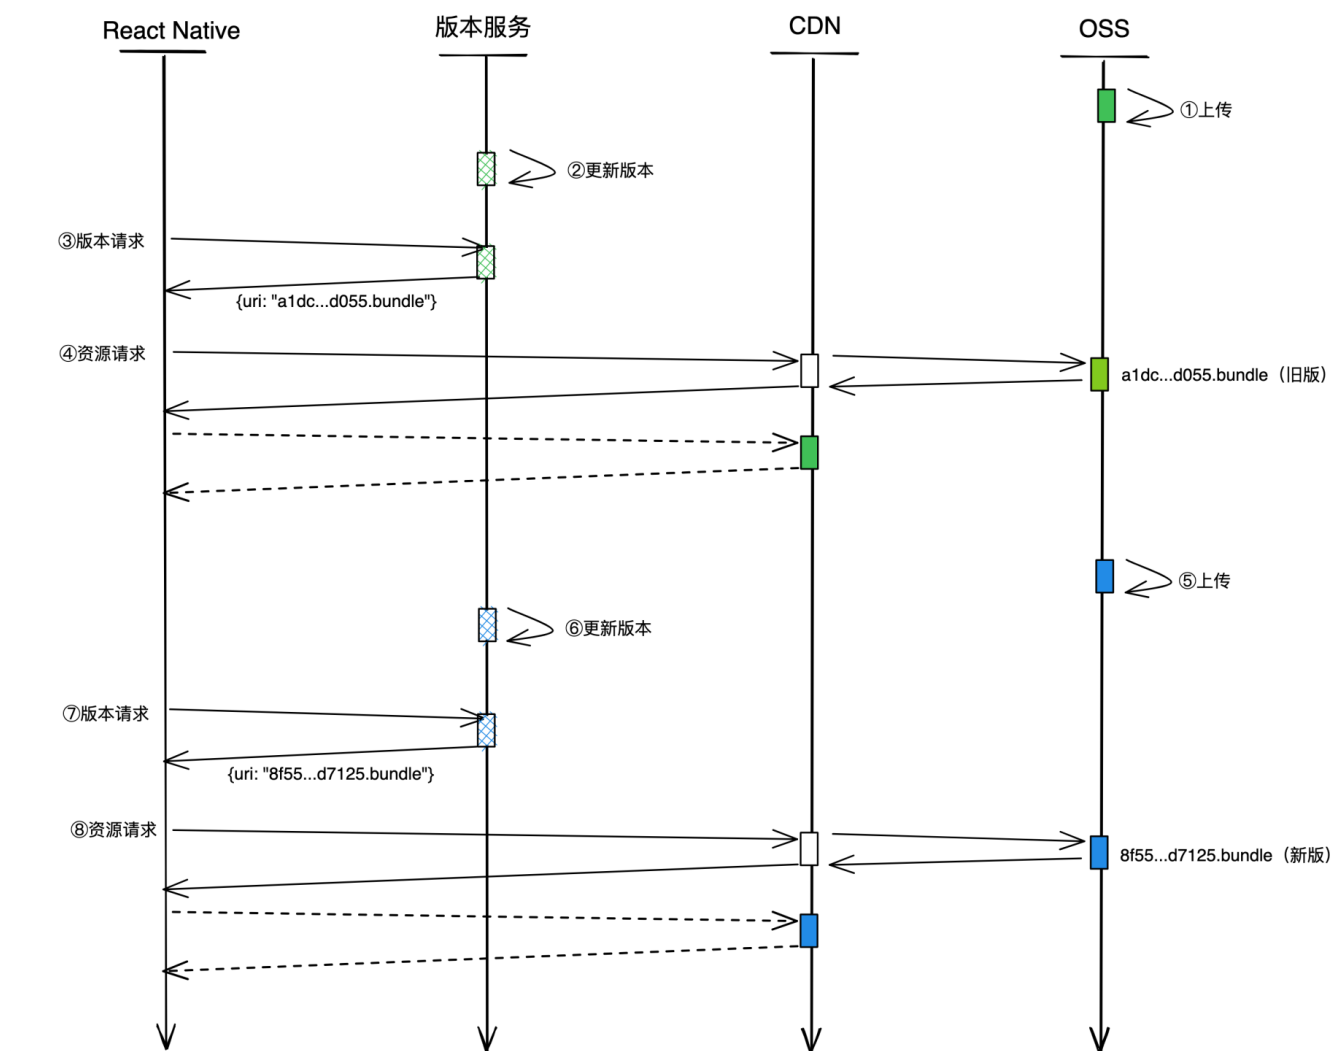 React Native
版本服务
CDN
OSS
①上传
②更新版本
③版本请求
{uri: "a1dc...d055.bundle"}
④资源请求
a1dc...d055.bundle（旧版）
⑤上传
⑥更新版本
⑦版本请求
{uri: "8f55...d7125.bundle"}
⑧资源请求
8f55...d7125.bundle（新版）